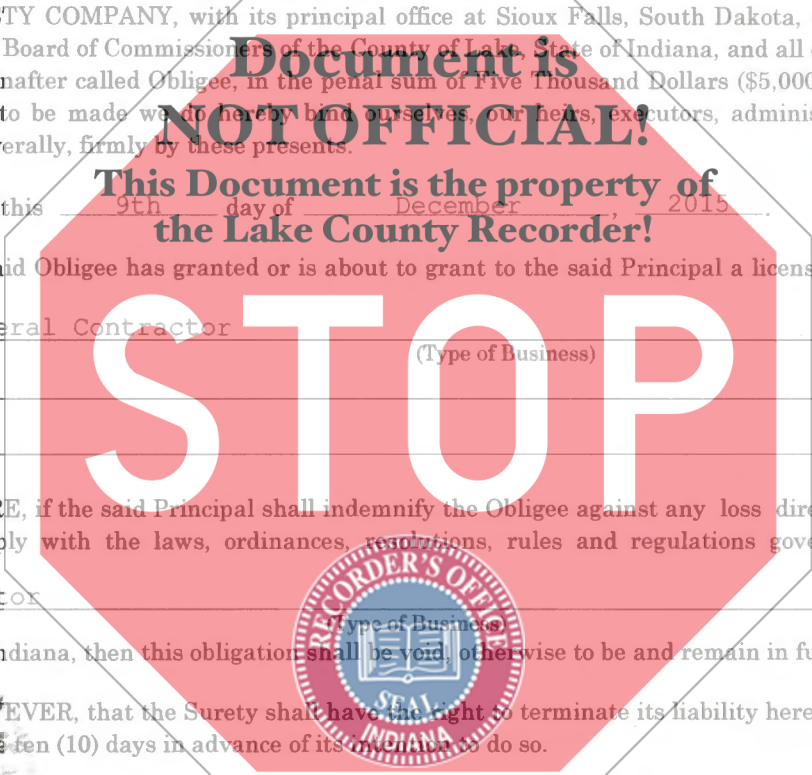 TY COMPANY, with its principal office at Sioux Falls, South Dakota,
Board of Commissioners of the County of Lake, State of Indiana, and all
Document is
nafter called Obligee, in the penal sum of Five Thousand Dollars ($5,000
to be made we do hereby bind ourselves, our heirs, executors, adminis
NOT OFFICIAL!
erally, firmly by these presents.
This Document is the property of
this 9th day of December, 2015.
the Lake County Recorder!
id Obligee has granted or is about to grant to the said Principal a licens
eral Contractor
(Type of Business)
STOP
E, if the said Principal shall indemnify the Obligee against any loss dire
ly with the laws, ordinances, resolutions, rules and regulations gove
RECORDER'S OFFICE
tor
(Type of Business)
ndiana, then this obligation shall be void, otherwise to be and remain in fu
SEAL
EVER, that the Surety shall have the right to terminate its liability here
INDIANA
ten (10) days in advance of its intention to do so.